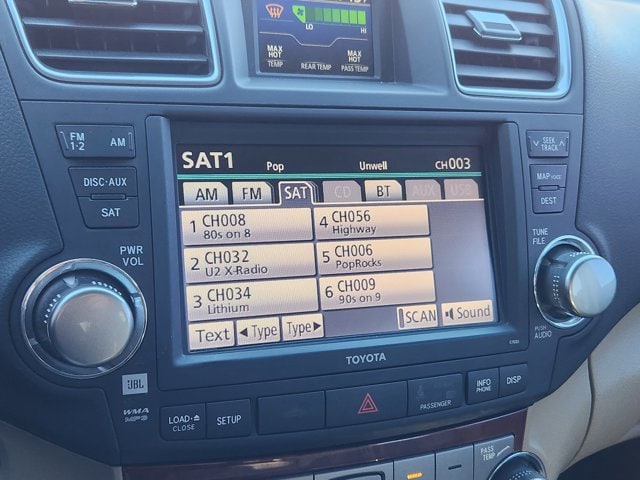 LO
HI
MAX
HOT
TEMP
REAR TEMP
MAX
HOT
PASS TEMP
FM
1·2
AM
DISC·AUX
SAT
PWR
VOL
SAT1
Pop
Unwell
CH003
AM
FM
SAT
CD
BT
AUX
USB
1 CH008
80s on 8
4 CH056
Highway
2 CH032
U2 X-Radio
5 CH006
PopRocks
3 CH034
Lithium
6 CH009
90s on 9
Text
◄ Type
Type►
SCAN
Sound
SEEK
TRACK
MAP VOICE
DEST
TUNE
FILE
PUSH
AUDIO
TOYOTA
JBL
WMA
MP3
LOAD·⏏
CLOSE
SETUP
PASSENGER
INFO
PHONE
DISP
PASS
TEMP